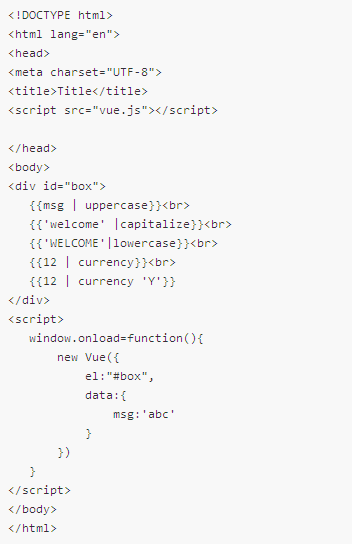 <!DOCTYPE html>
<html lang="en">
<head>
<meta charset="UTF-8">
<title>Title</title>
<script src="vue.js"></script>

</head>
<body>
<div id="box">
   {{msg | uppercase}}<br>
   {{'welcome' |capitalize}}<br>
   {{'WELCOME'|lowercase}}<br>
   {{12 | currency}}<br>
   {{12 | currency 'Y'}}
</div>
<script>
   window.onload=function(){
       new Vue({
           el:"#box",
           data:{
               msg:'abc'
           }
       })
   }
</script>
</body>
</html>